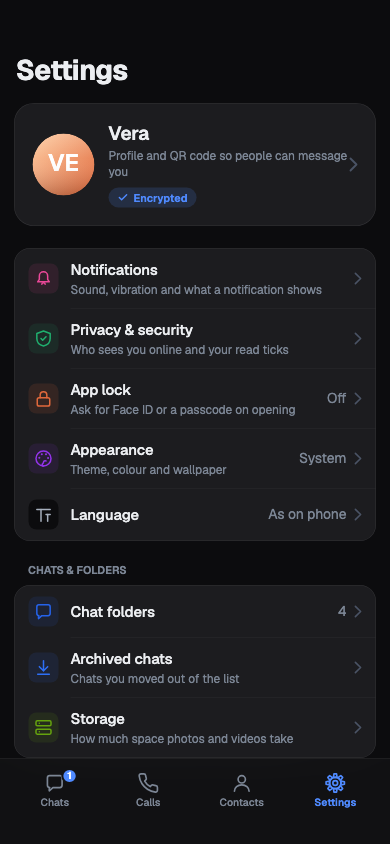 Settings
VE
Vera
Profile and QR code so people can message
you
Encrypted
Notifications
Sound, vibration and what a notification shows
Privacy & security
Who sees you online and your read ticks
App lock
Ask for Face ID or a passcode on opening
Off
Appearance
Theme, colour and wallpaper
System
Language
As on phone
CHATS & FOLDERS
Chat folders
4
Archived chats
Chats you moved out of the list
Storage
How much space photos and videos take
1
Chats
Calls
Contacts
Settings